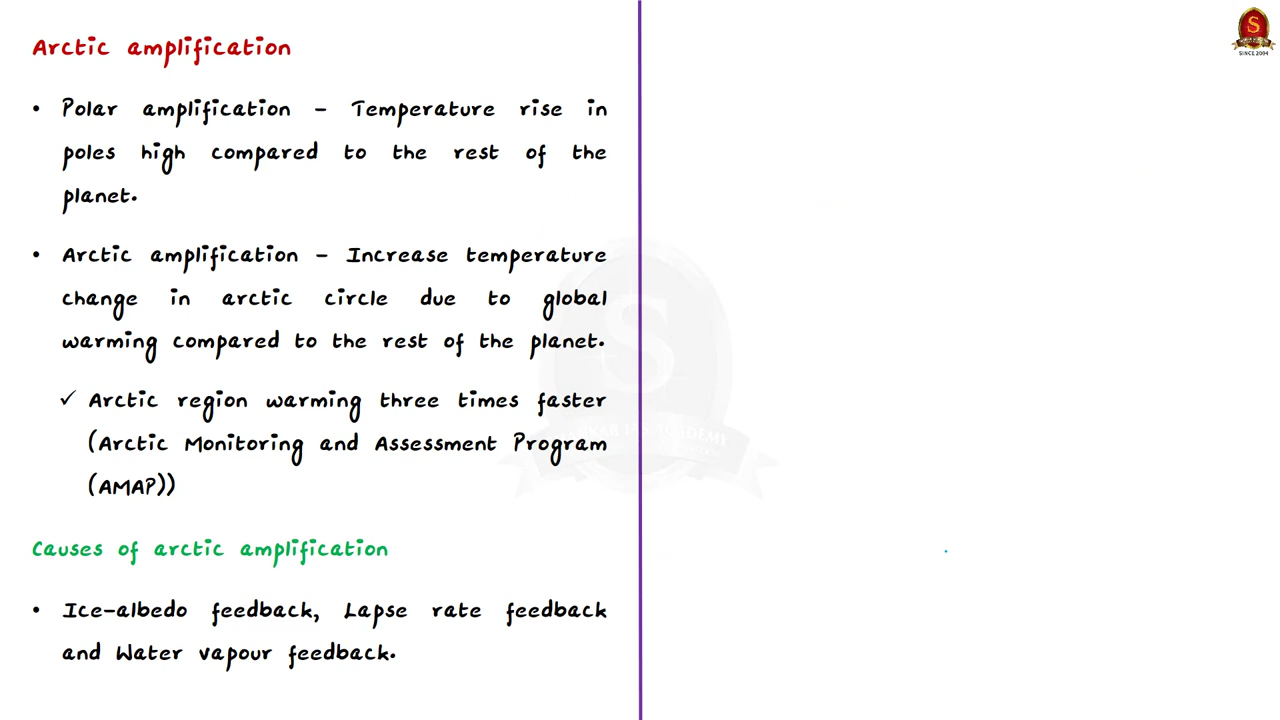 Arctic amplification
• Polar amplification – Temperature rise in
poles high compared to the rest of the
planet.
• Arctic amplification – Increase temperature
change in arctic circle due to global
warming compared to the rest of the planet.
✓ Arctic region warming three times faster
(Arctic Monitoring and Assessment Program
(AMAP))
Causes of arctic amplification
• Ice-albedo feedback, Lapse rate feedback
and Water vapour feedback.
S
SINCE 2004